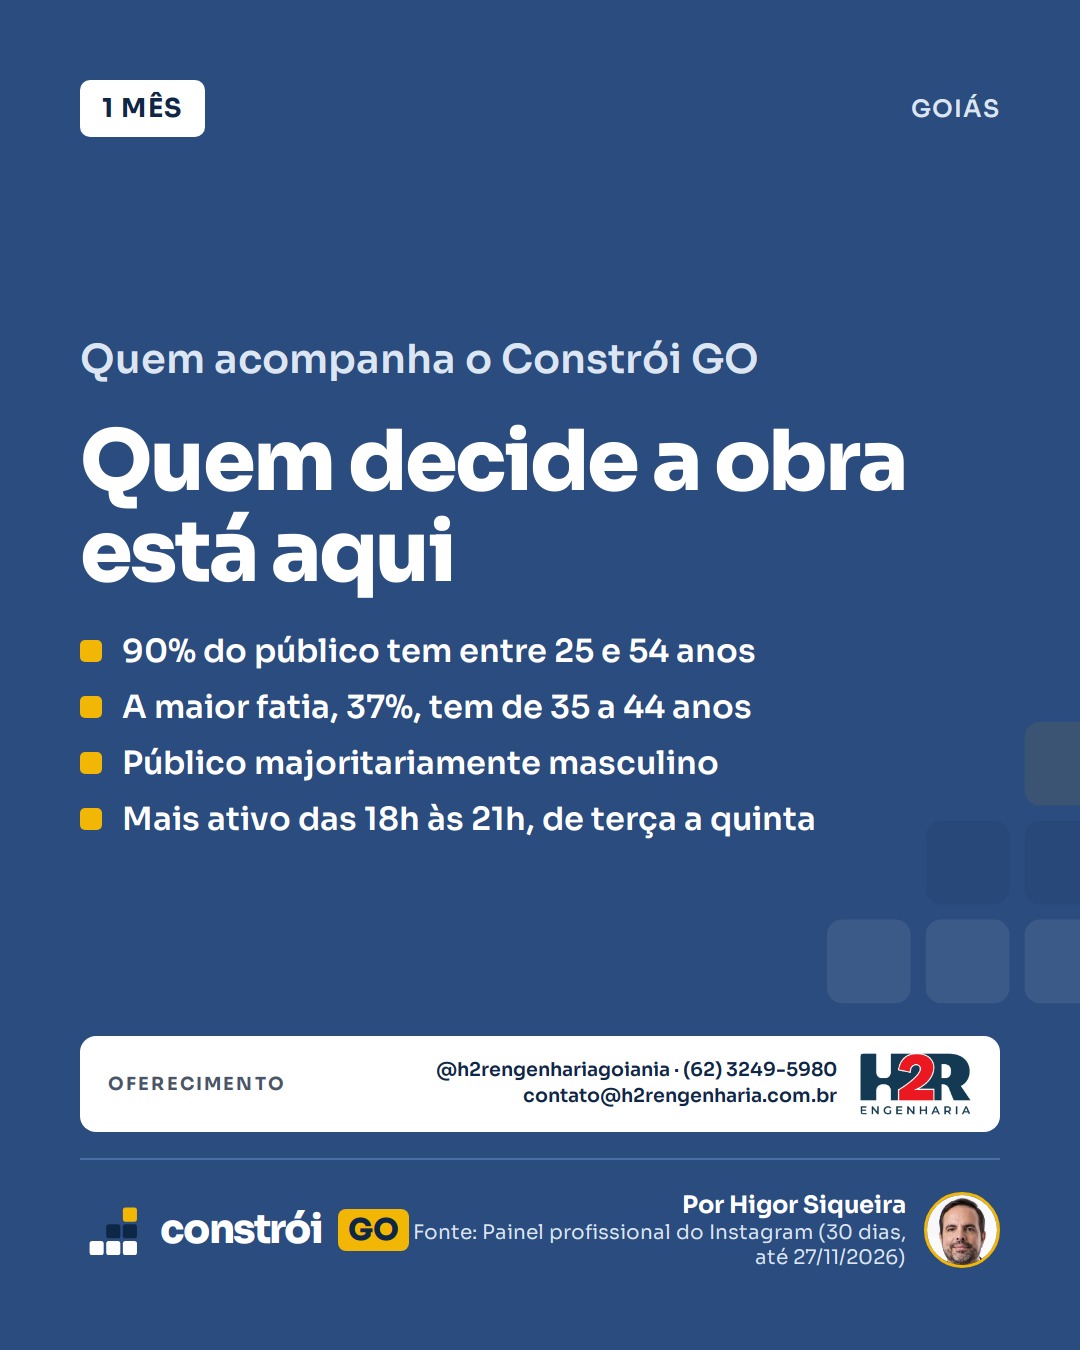 1 MÊS
GOIÁS
Quem acompanha o Constrói GO
Quem decide a obra
está aqui
90% do público tem entre 25 e 54 anos
A maior fatia, 37%, tem de 35 a 44 anos
Público majoritariamente masculino
Mais ativo das 18h às 21h, de terça a quinta
OFERECIMENTO
@h2rengenhariagoiania · (62) 3249-5980
contato@h2rengenharia.com.br
H2R
ENGENHARIA
constrói GO
Por Higor Siqueira
Fonte: Painel profissional do Instagram (30 dias,
até 27/11/2026)